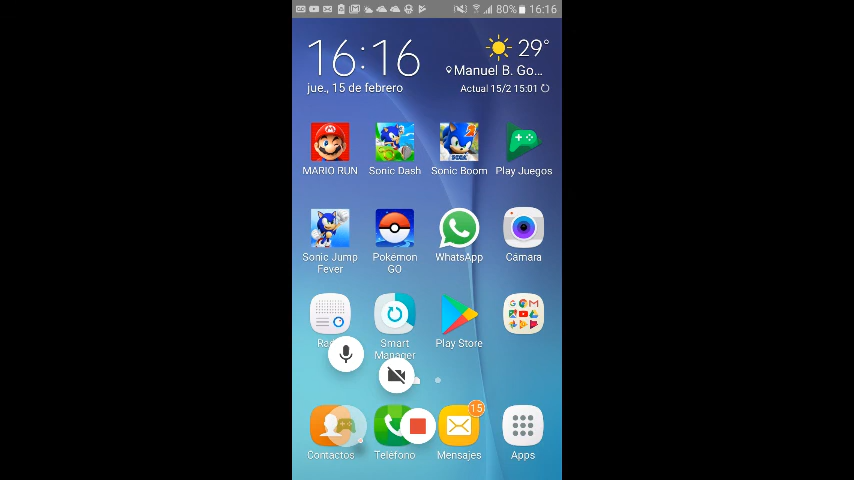 80% 16:16
16:16
jue., 15 de febrero
29°
Manuel B. Go...
Actual 15/2 15:01
MARIO RUN
Sonic Dash
Sonic Boom
Play Juegos
Sonic Jump
Fever
Pokémon
GO
WhatsApp
Cámara
Smart
Manager
Play Store
15
Contactos
Teléfono
Mensajes
Apps